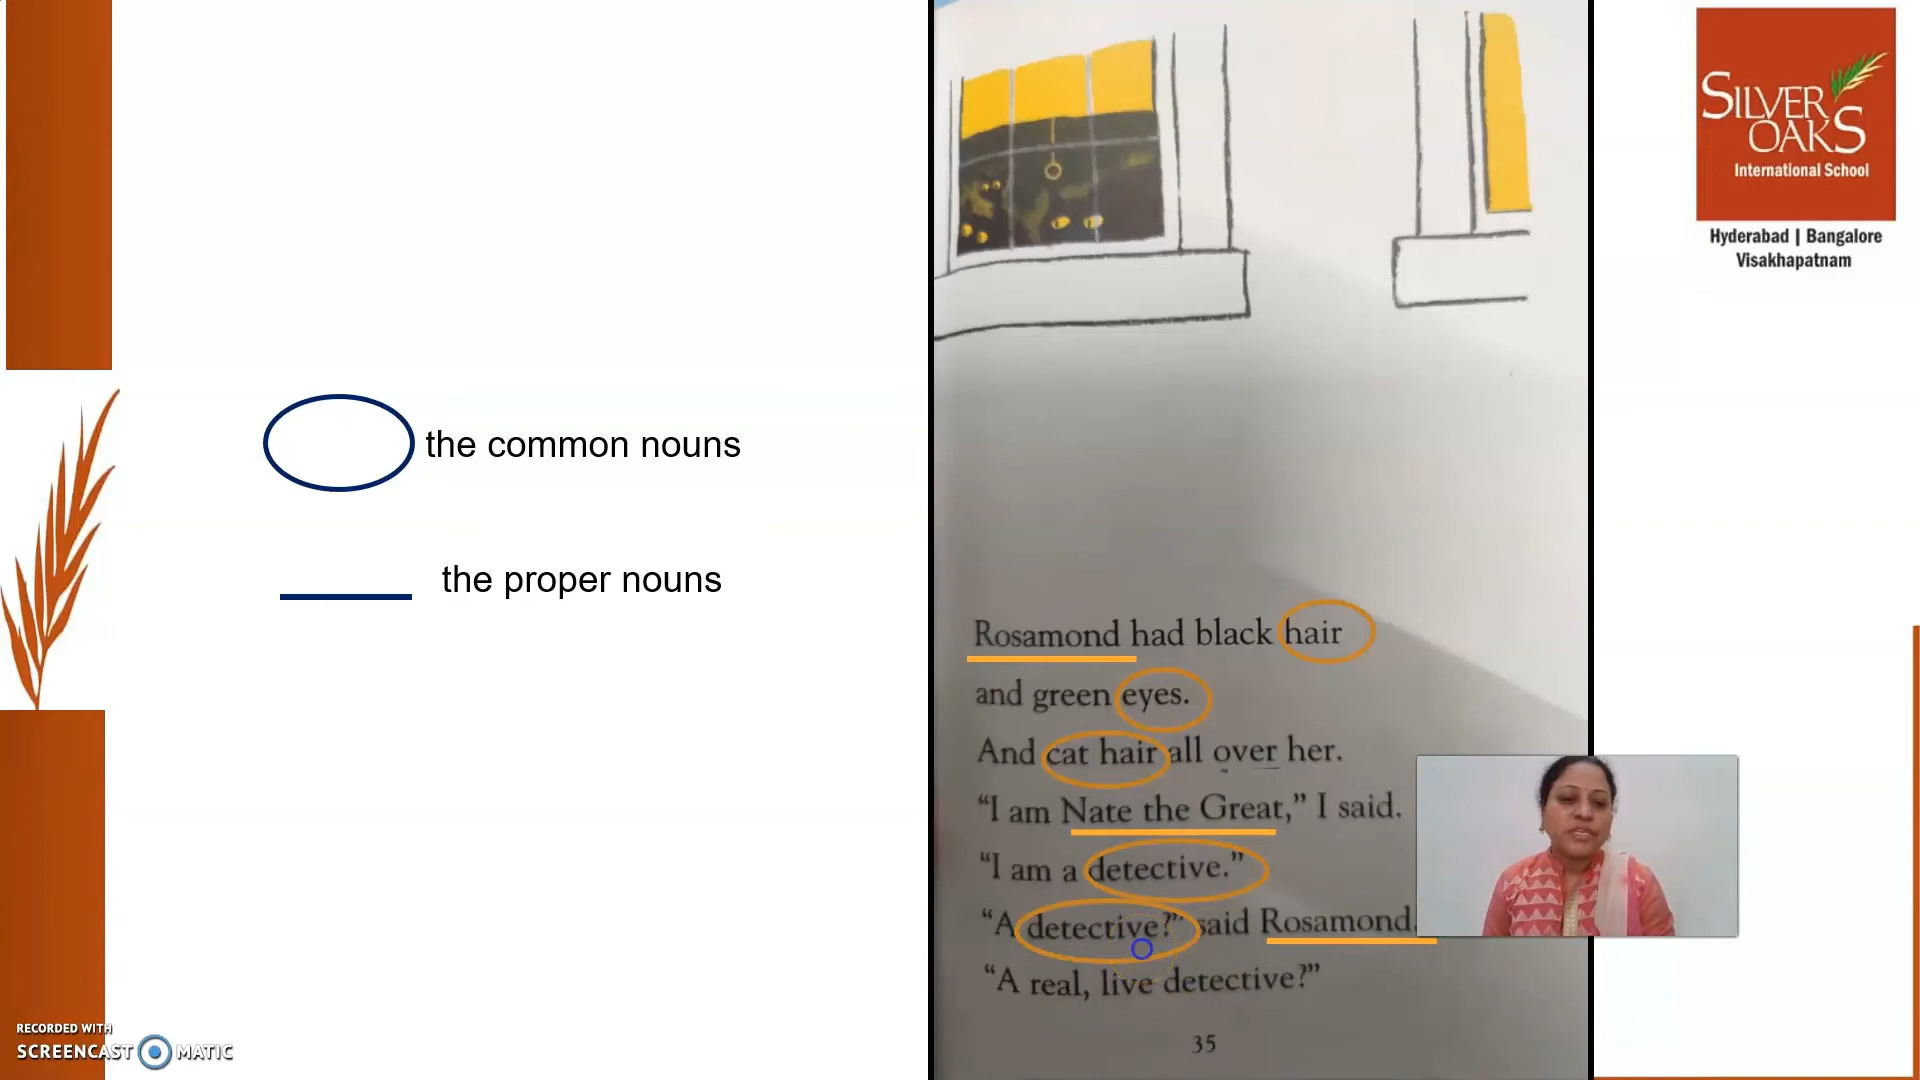 the common nouns
the proper nouns
Rosamond had black hair
and green eyes.
And cat hair all over her.
“I am Nate the Great,” I said.
“I am a detective.”
“A detective?” said Rosamond.
“A real, live detective?”
35
SILVER
OAKS
International School
Hyderabad | Bangalore
Visakhapatnam
RECORDED WITH
SCREENCAST MATIC